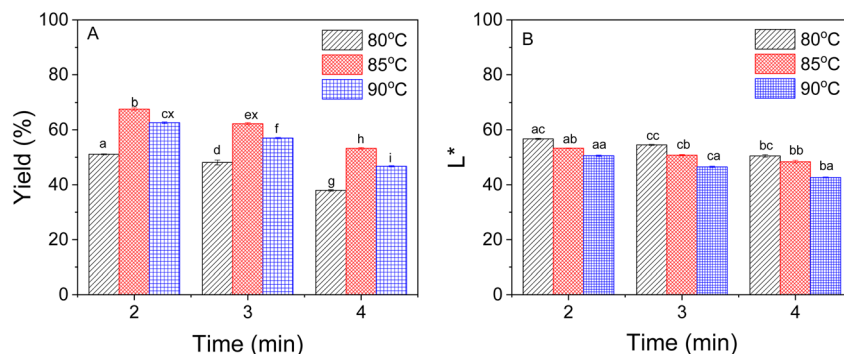 A
80°C
85°C
90°C
100
80
60
40
20
0
Yield (%)
a
b
cx
d
ex
f
g
h
i
2
3
4
Time (min)
B
80°C
85°C
90°C
100
80
60
40
20
0
L*
ac
ab
aa
cc
cb
ca
bc
bb
ba
2
3
4
Time (min)